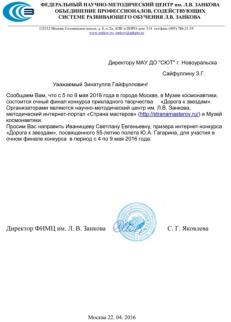 ФЕДЕРАЛЬНЫЙ НАУЧНО-МЕТОДИЧЕСКИЙ ЦЕНТР им. Л.В. ЗАНКОВА
ОБЪЕДИНЕНИЕ ПРОФЕССИОНАЛОВ, СОДЕЙСТВУЮЩИХ
СИСТЕМЕ РАЗВИВАЮЩЕГО ОБУЧЕНИЯ Л.В. ЗАНКОВА
Директору МАУ ДО "СЮТ" г. Новоуральска
Сайфуллину З.Г.
Уважаемый Зинатулла Гайфуллович!
Сообщаем Вам, что с 5 по 8 мая 2016 года в городе Москве, в Музее космонавтики,
состоится очный финал конкурса прикладного творчества «Дорога к звездам».
Организаторами являются научно-методический центр им. Л.В. Занкова,
методический интернет-портал «Страна мастеров» (http://stranamasterov.ru/) и Музей
космонавтики.
Просим Вас направить Иванищеву Светлану Евгеньевну, призера интернет-конкурса
«Дорога к звездам», посвященного 55-летию полета Ю.А. Гагарина, для участия в
очном финале конкурса в период с 4 по 9 мая 2016 года.
Директор ФНМЦ им. Л. В. Занкова С. Г. Яковлева
Москва 22. 04. 2016